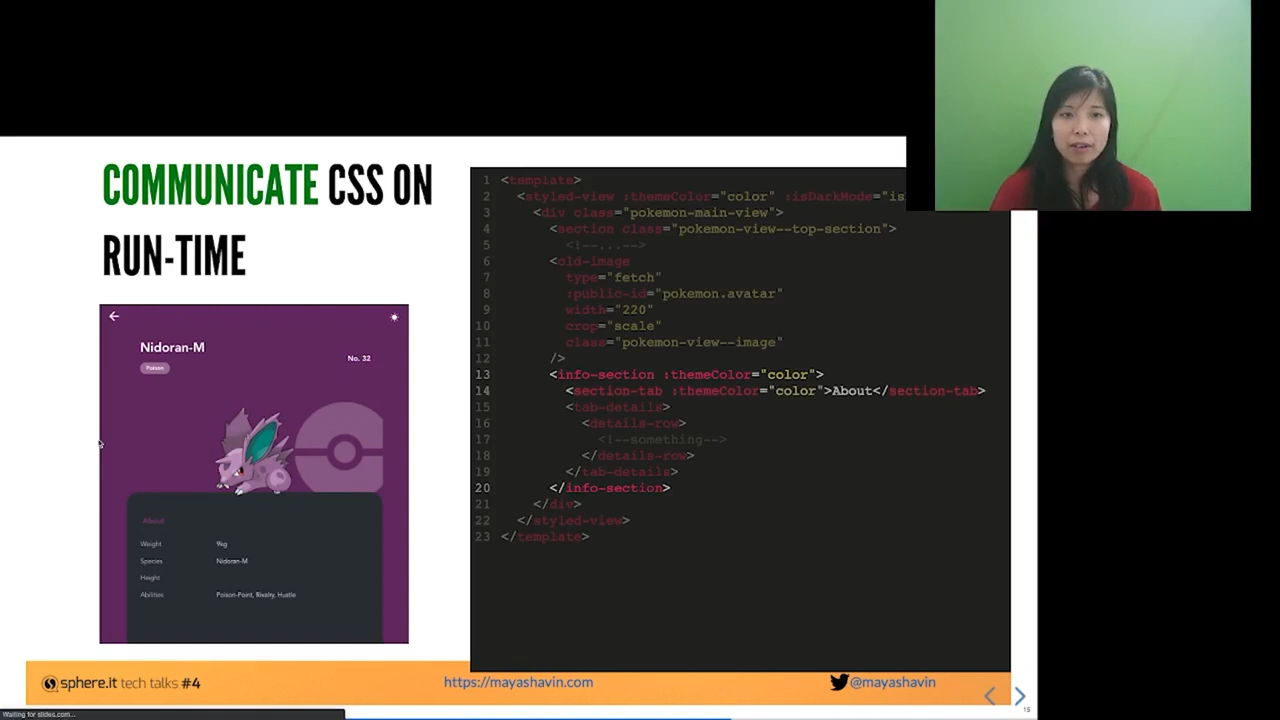 COMMUNICATE CSS ON
RUN-TIME
Nidoran-M
No. 32
Poison
About
Weight 9kg
Species Nidoran-M
Height
Abilities Poison-Point, Rivalry, Hustle
1 <template>
2 <styled-view :themeColor="color" :isDarkMode="is
3 <div class="pokemon-main-view">
4 <section class="pokemon-view--top-section">
5 <!--...-->
6 <cld-image
7 type="fetch"
8 :public-id="pokemon.avatar"
9 width="220"
10 crop="scale"
11 class="pokemon-view--image"
12 />
13 <info-section :themeColor="color">
14 <section-tab :themeColor="color">About</section-tab>
15 <tab-details>
16 <details-row>
17 <!--something-->
18 </details-row>
19 </tab-details>
20 </info-section>
21 </div>
22 </styled-view>
23 </template>
sphere.it tech talks #4
https://mayashavin.com
@mayashavin
15
Waiting for slides.com...